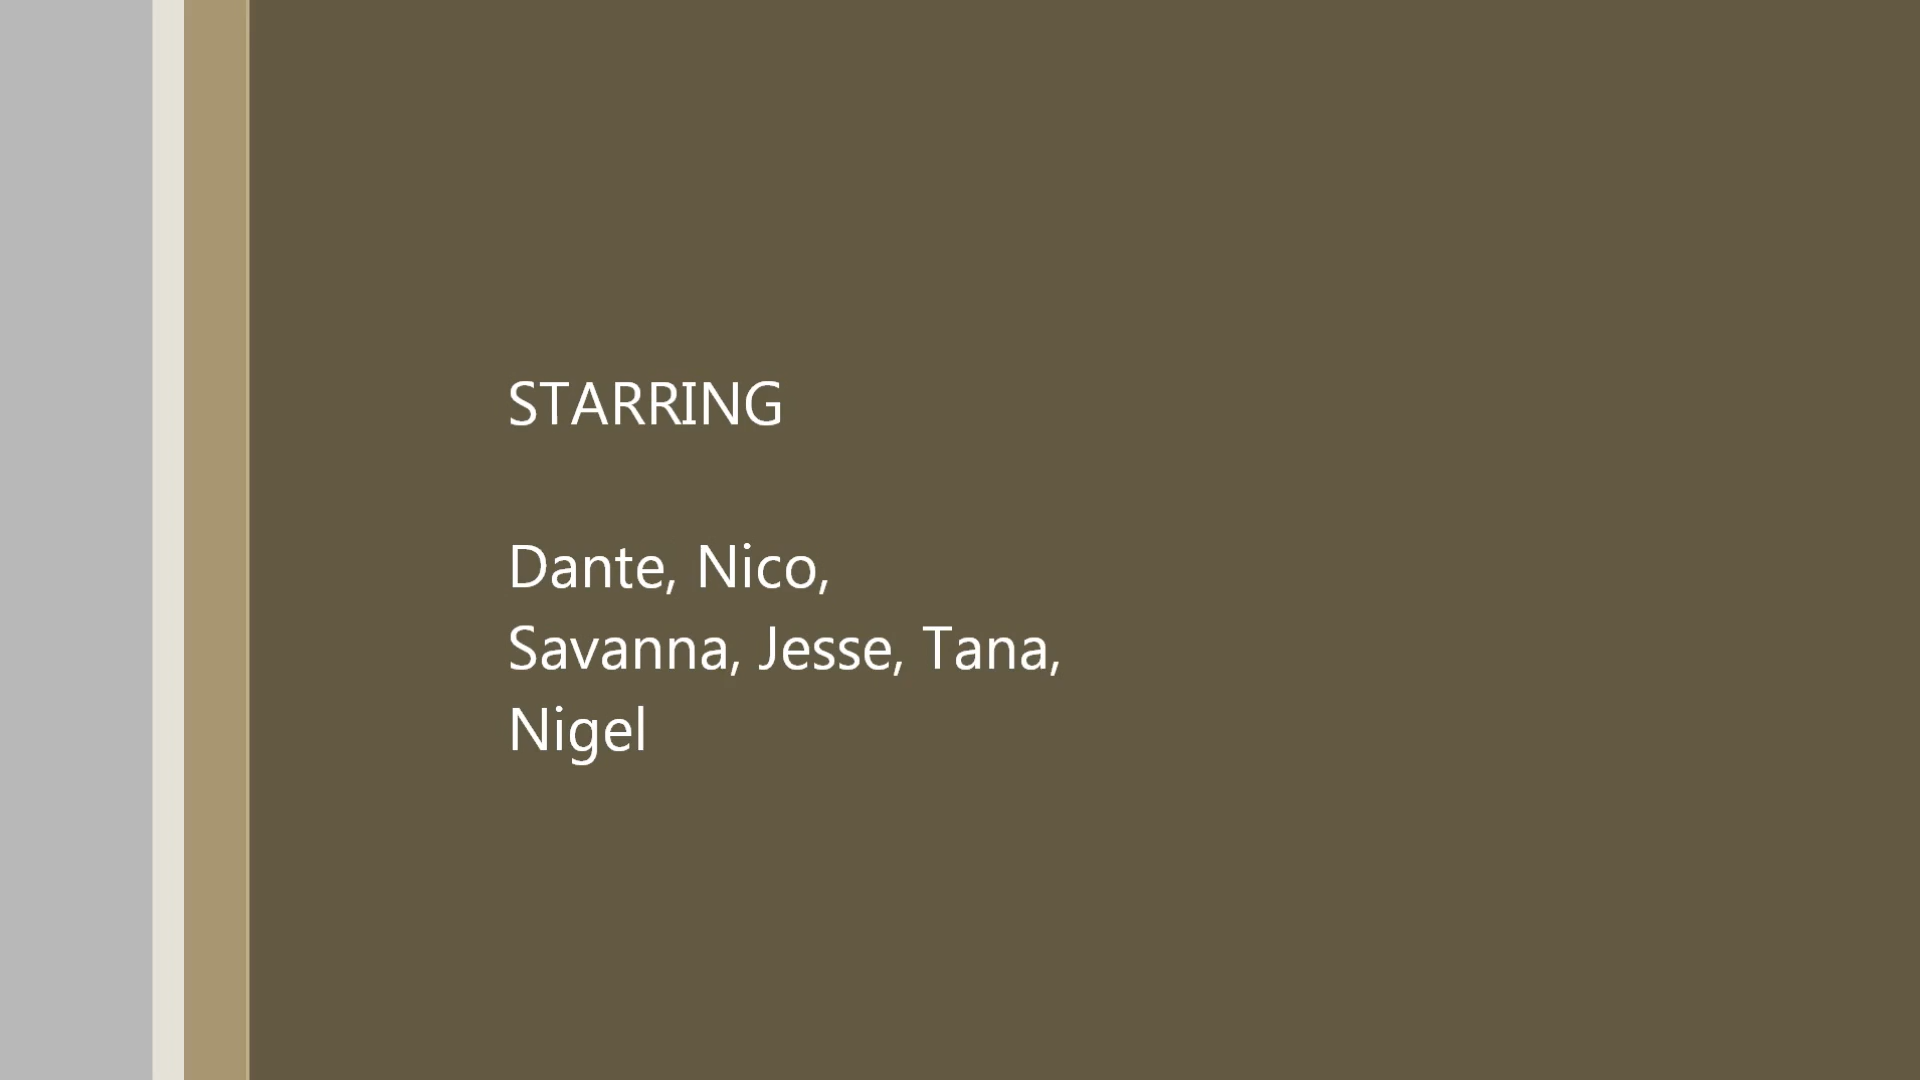 STARRING
Dante, Nico,
Savanna, Jesse, Tana,
Nigel